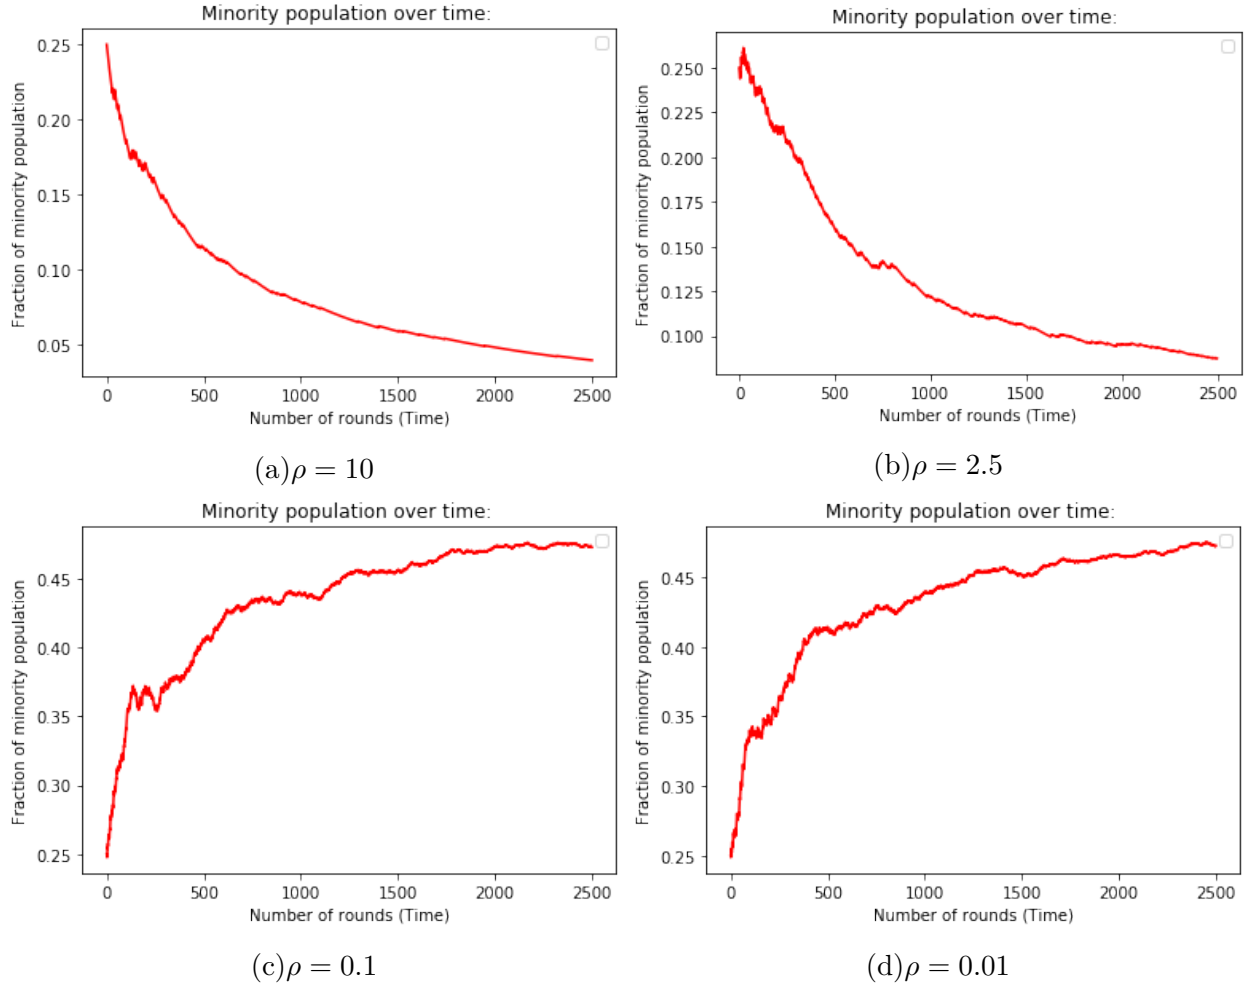 Minority population over time:
Fraction of minority population
0.25
0.20
0.15
0.10
0.05
0 500 1000 1500 2000 2500
Number of rounds (Time)
(a)ρ = 10
Minority population over time:
Fraction of minority population
0.250
0.225
0.200
0.175
0.150
0.125
0.100
0 500 1000 1500 2000 2500
Number of rounds (Time)
(b)ρ = 2.5
Minority population over time:
Fraction of minority population
0.45
0.40
0.35
0.30
0.25
0 500 1000 1500 2000 2500
Number of rounds (Time)
(c)ρ = 0.1
Minority population over time:
Fraction of minority population
0.45
0.40
0.35
0.30
0.25
0 500 1000 1500 2000 2500
Number of rounds (Time)
(d)ρ = 0.01